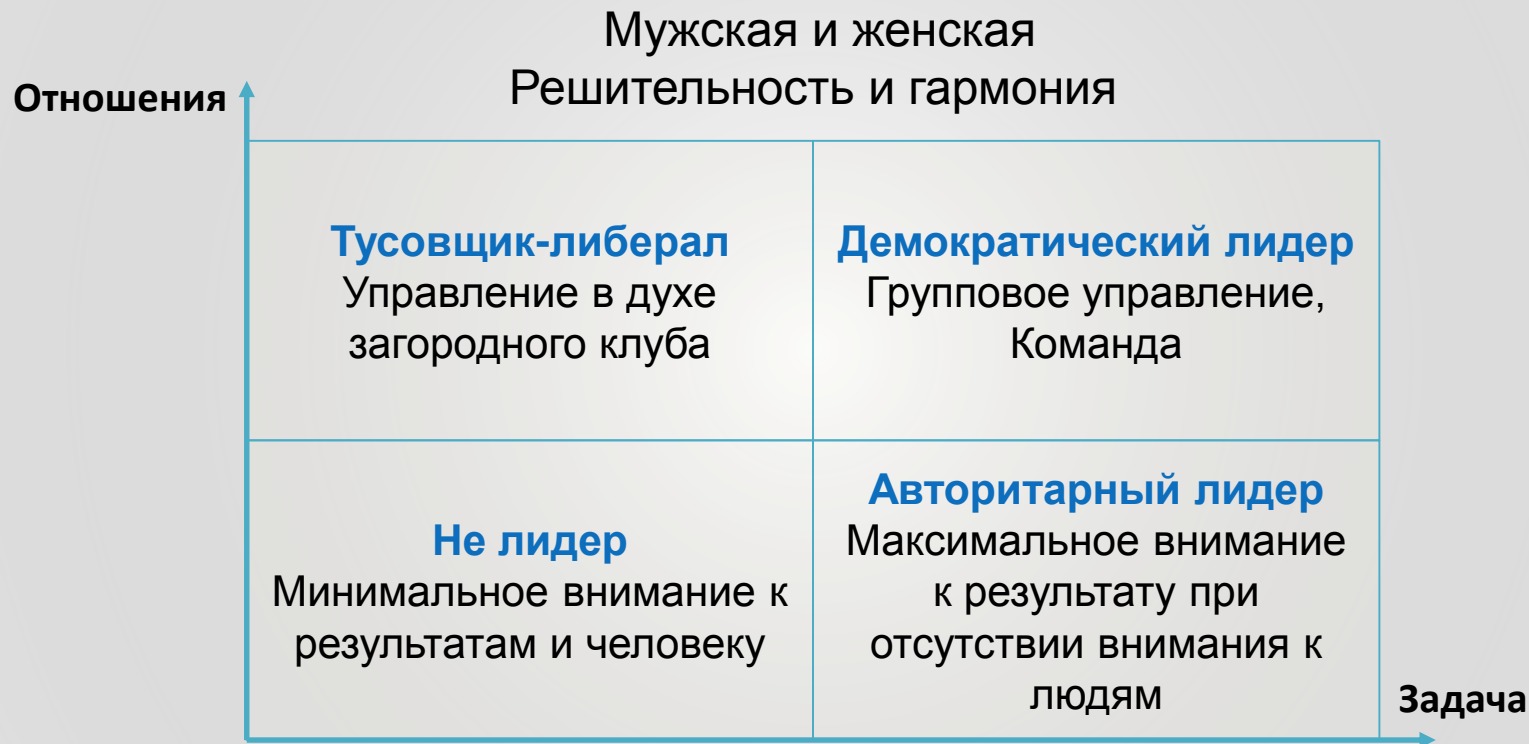 Мужская и женская
Решительность и гармония
Отношения
Тусовщик-либерал
Управление в духе
загородного клуба
Демократический лидер
Групповое управление,
Команда
Не лидер
Минимальное внимание к
результатам и человеку
Авторитарный лидер
Максимальное внимание
к результату при
отсутствии внимания к
людям
Задача